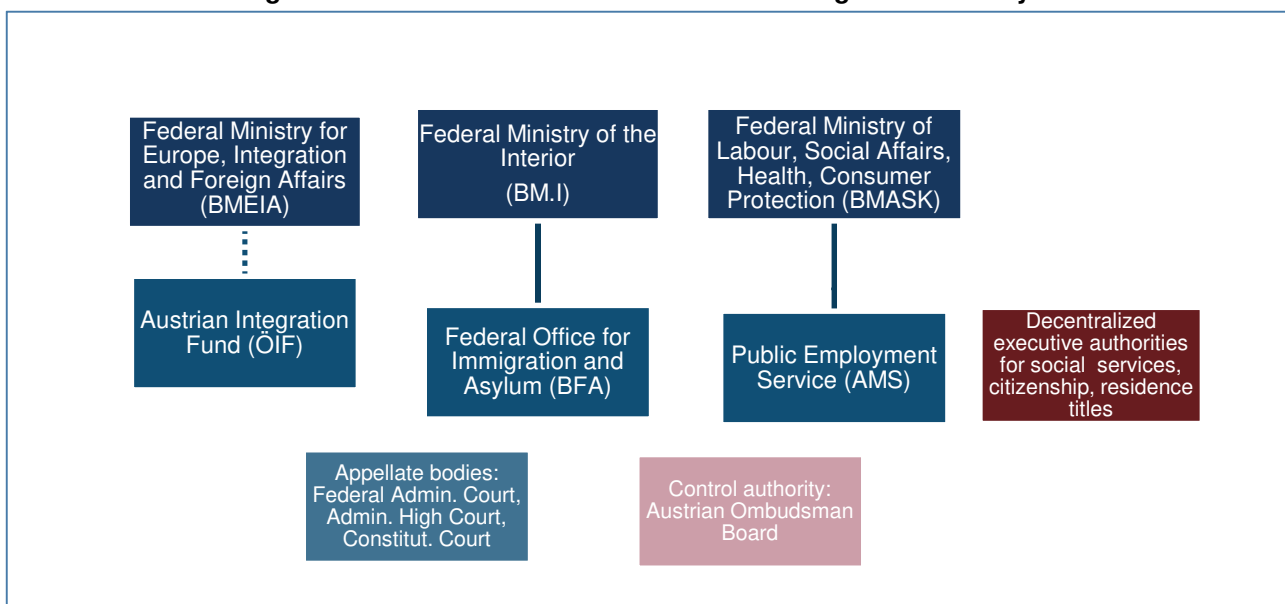 Federal Ministry for
Europe, Integration
and Foreign Affairs
(BMEIA)
Federal Ministry of the
Interior
(BM.I)
Federal Ministry of
Labour, Social Affairs,
Health, Consumer
Protection (BMASK)
Austrian Integration
Fund (ÖIF)
Federal Office for
Immigration and
Asylum (BFA)
Public Employment
Service (AMS)
Decentralized
executive authorities
for social services,
citizenship, residence
titles
Appellate bodies:
Federal Admin. Court,
Admin. High Court,
Constitut. Court
Control authority:
Austrian Ombudsman
Board